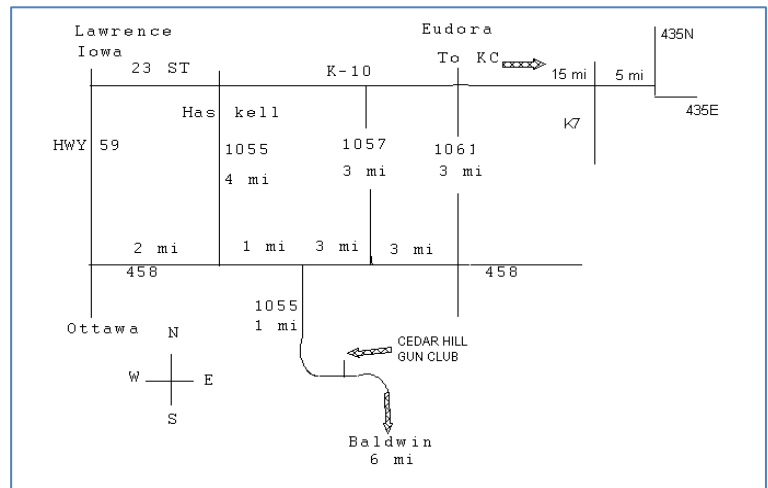 Lawrence
Iowa
Eudora
435N
23 ST
K-10
To KC
15 mi
5 mi
435E
Has kell
K7
HWY 59
1055
4 mi
1057
3 mi
1061
3 mi
2 mi
1 mi
3 mi
3 mi
458
458
1055
1 mi
Ottawa
N
W
E
S
CEDAR HILL
GUN CLUB
Baldwin
6 mi